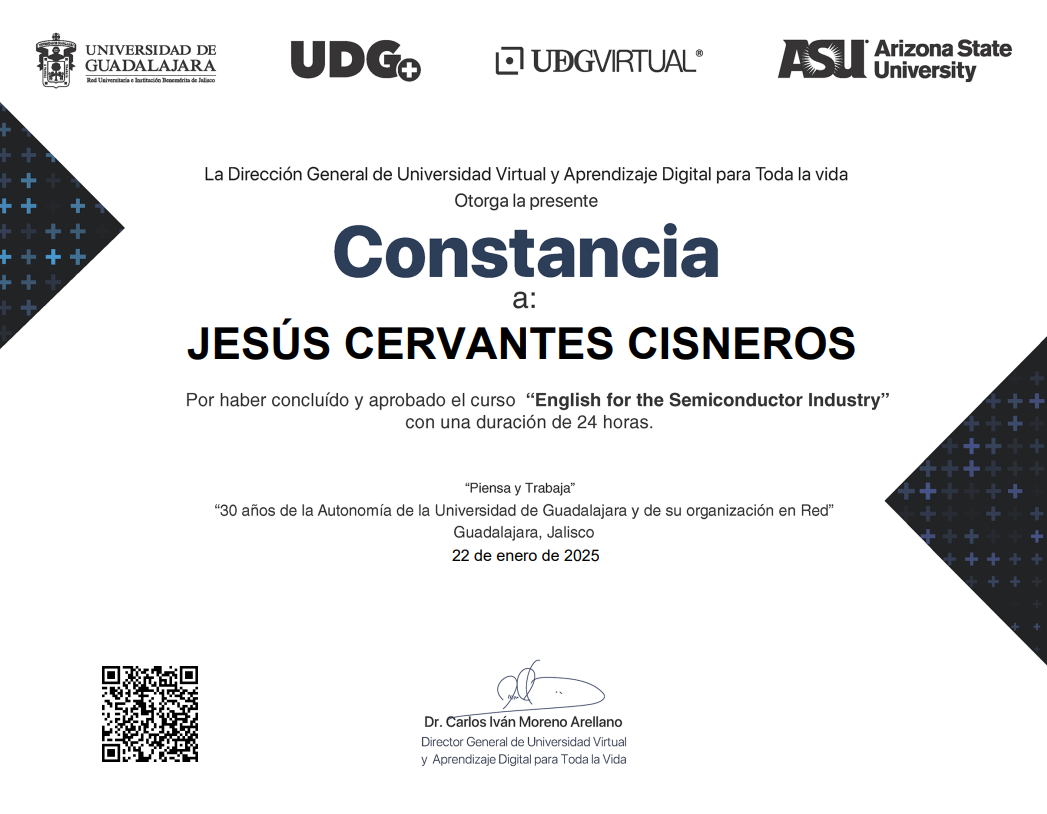 UNIVERSIDAD DE
GUADALAJARA
Red Universitaria e Institución Benemérita de Jalisco
UDG+
UDGVIRTUAL®
ASU Arizona State
University
La Dirección General de Universidad Virtual y Aprendizaje Digital para Toda la vida
Otorga la presente
Constancia
a:
JESÚS CERVANTES CISNEROS
Por haber concluído y aprobado el curso “English for the Semiconductor Industry”
con una duración de 24 horas.
“Piensa y Trabaja”
“30 años de la Autonomía de la Universidad de Guadalajara y de su organización en Red”
Guadalajara, Jalisco
22 de enero de 2025
Dr. Carlos Iván Moreno Arellano
Director General de Universidad Virtual
y Aprendizaje Digital para Toda la Vida